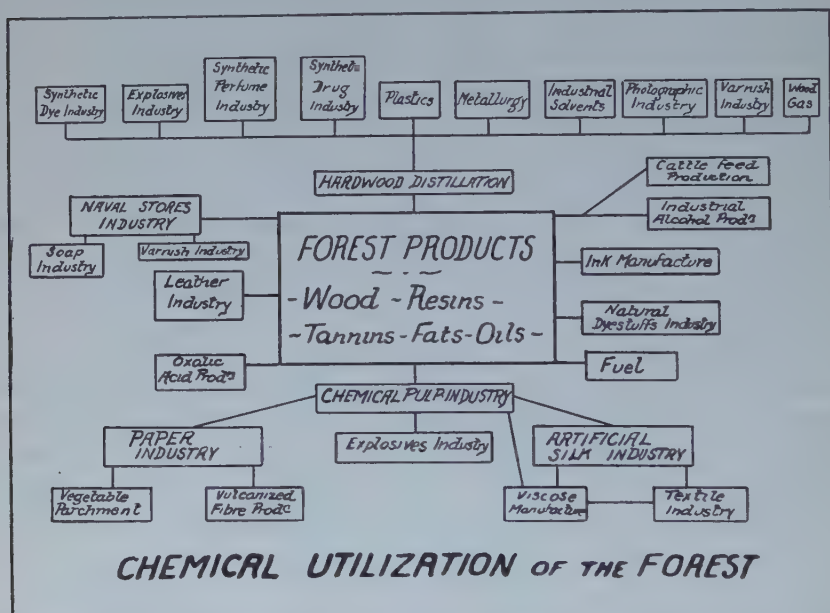 Synthetic
Dye Industry
Explosives
Industry
Synthetic
Perfume
Industry
Synthetic
Drug
Industry
Plastics
Metallurgy
Industrial
Solvents
Photographic
Industry
Varnish
Industry
Wood
Gas
HARDWOOD DISTILLATION
Cattle Feed
Production
NAVAL STORES
INDUSTRY
Industrial
Alcohol Prodn
Soap
Industry
Varnish Industry
FOREST PRODUCTS
- Wood - Resins -
- Tannins - Fats - Oils -
Ink Manufacture
Leather
Industry
Natural
Dyestuffs Industry
Oxalic
Acid Prodn
Fuel
CHEMICAL PULP INDUSTRY
PAPER
INDUSTRY
Explosives Industry
ARTIFICIAL
SILK INDUSTRY
Vegetable
Parchment
Vulcanized
Fibre Prodc
Viscose
Manufacture
Textile
Industry
CHEMICAL UTILIZATION OF THE FOREST